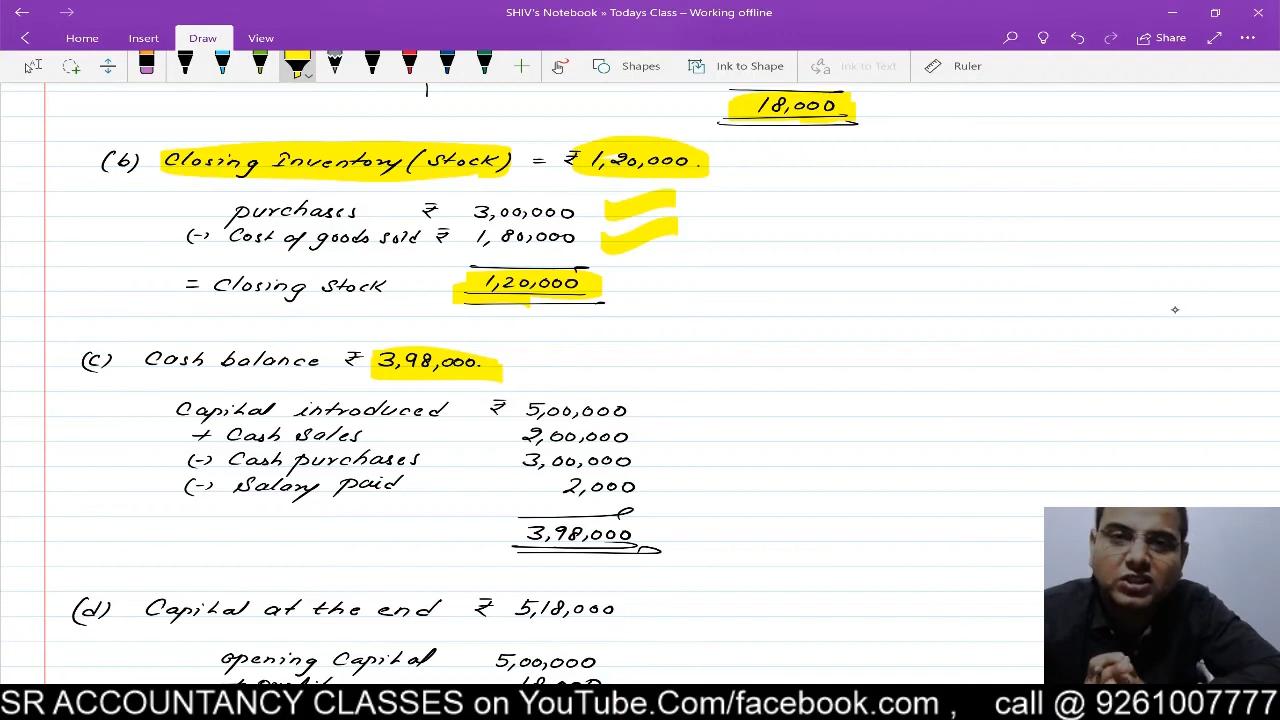 SHIV's Notebook » Todays Class – Working offline
Home Insert Draw View
Share
Shapes Ink to Shape Ink to Text Ruler
18,000
(b) Closing Inventory (Stock) = ₹ 1,20,000.
purchases ₹ 3,00,000
(-) Cost of goods sold ₹ 1,80,000
= Closing stock 1,20,000
(c) Cash balance ₹ 3,98,000.
Capital introduced ₹ 5,00,000
+ Cash sales 2,00,000
(-) Cash purchases 3,00,000
(-) Salary paid 2,000
3,98,000
(d) Capital at the end ₹ 5,18,000
opening Capital 5,00,000
SR ACCOUNTANCY CLASSES on YouTube.Com/facebook.com , call @ 9261007777